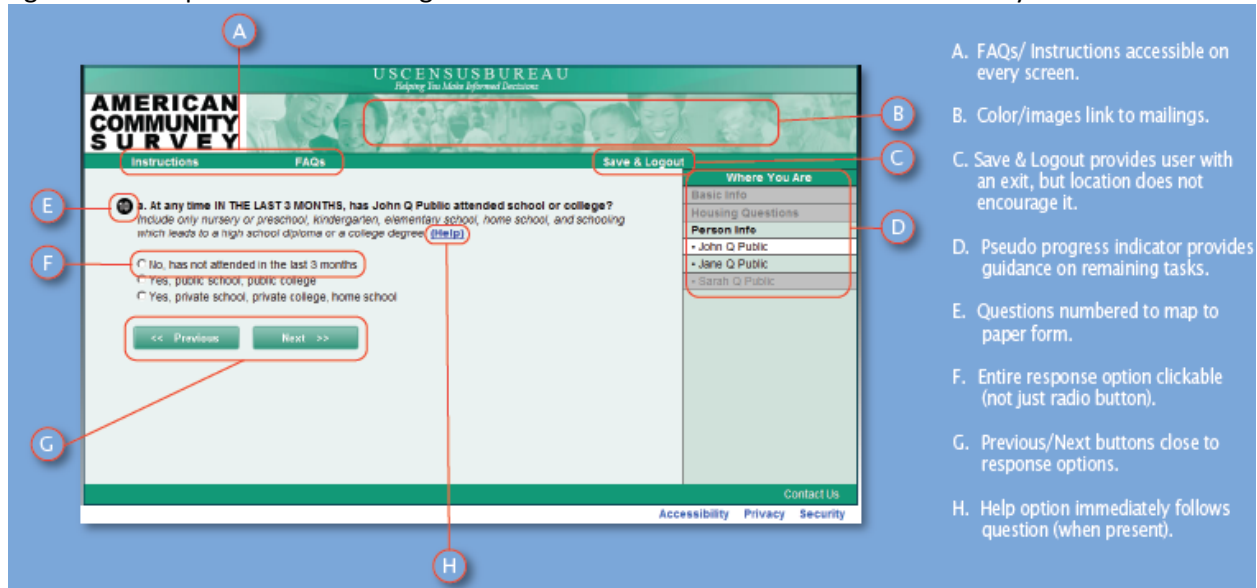 A
USCENSUSBUREAU
Helping You Make Informed Decisions
AMERICAN
COMMUNITY
SURVEY
B
Instructions FAQs Save & Logout
C
Where You Are
Basic Info
Housing Questions
Person Info
- John Q Public
- Jane Q Public
- Sarah Q Public
D
E
10 a. At any time IN THE LAST 3 MONTHS, has John Q Public attended school or college?
Include only nursery or preschool, kindergarten, elementary school, home school, and schooling
which leads to a high school diploma or a college degree. (Help)
F
No, has not attended in the last 3 months
Yes, public school, public college
Yes, private school, private college, home school
<< Previous Next >>
G
Contact Us
Accessibility Privacy Security
H
A. FAQs/ Instructions accessible on
every screen.
B. Color/images link to mailings.
C. Save & Logout provides user with
an exit, but location does not
encourage it.
D. Pseudo progress indicator provides
guidance on remaining tasks.
E. Questions numbered to map to
paper form.
F. Entire response option clickable
(not just radio button).
G. Previous/Next buttons close to
response options.
H. Help option immediately follows
question (when present).